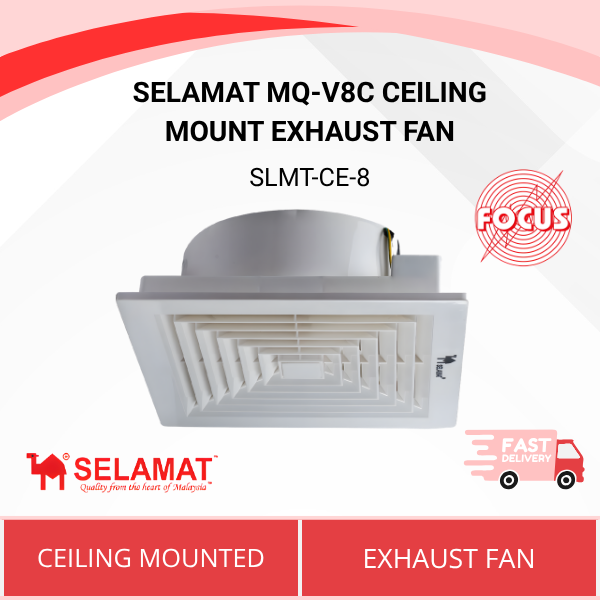 SELAMAT MQ-V8C CEILING
MOUNT EXHAUST FAN
SLMT-CE-8
FOCUS
SELAMAT
FAST
DELIVERY
® SELAMAT™
Quality from the heart of Malaysia
CEILING MOUNTED
EXHAUST FAN